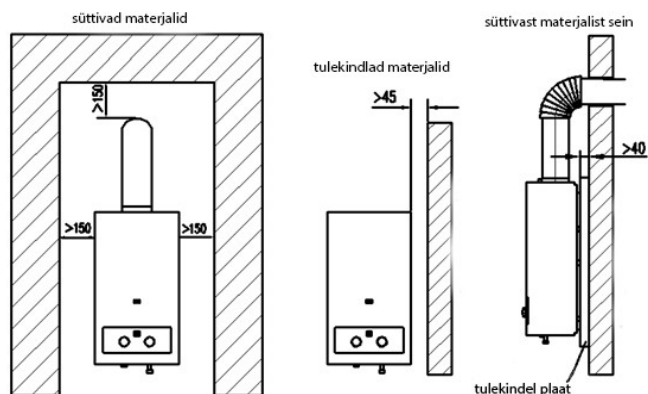 süttivad materjalid
>150
>150
>150
tulekindlad materjalid
>45
süttivast materjalist sein
>40
tulekindel plaat